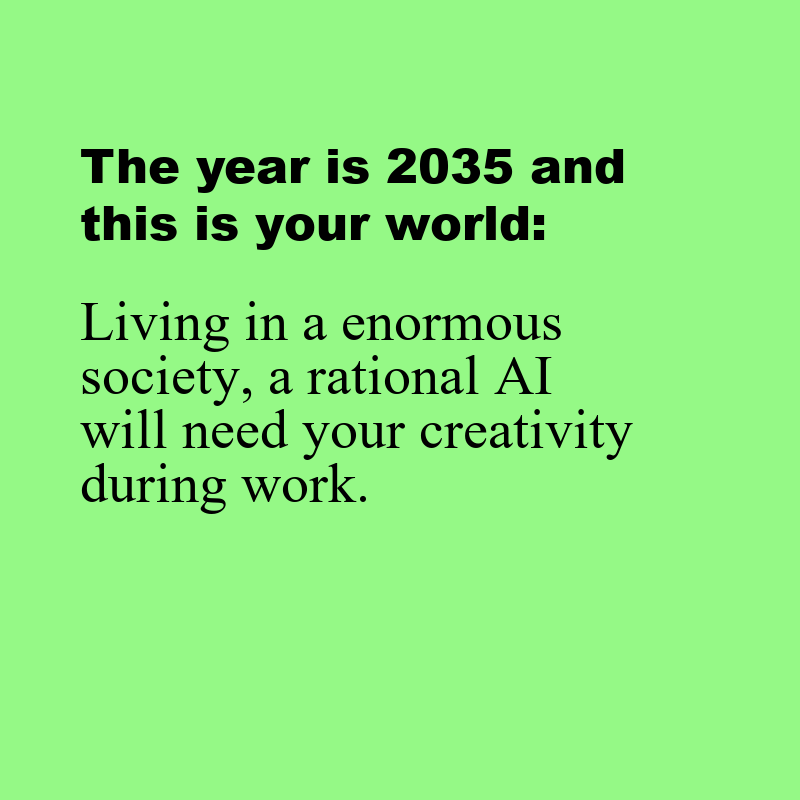 The year is 2035 and
this is your world:
Living in a enormous
society, a rational AI
will need your creativity
during work.